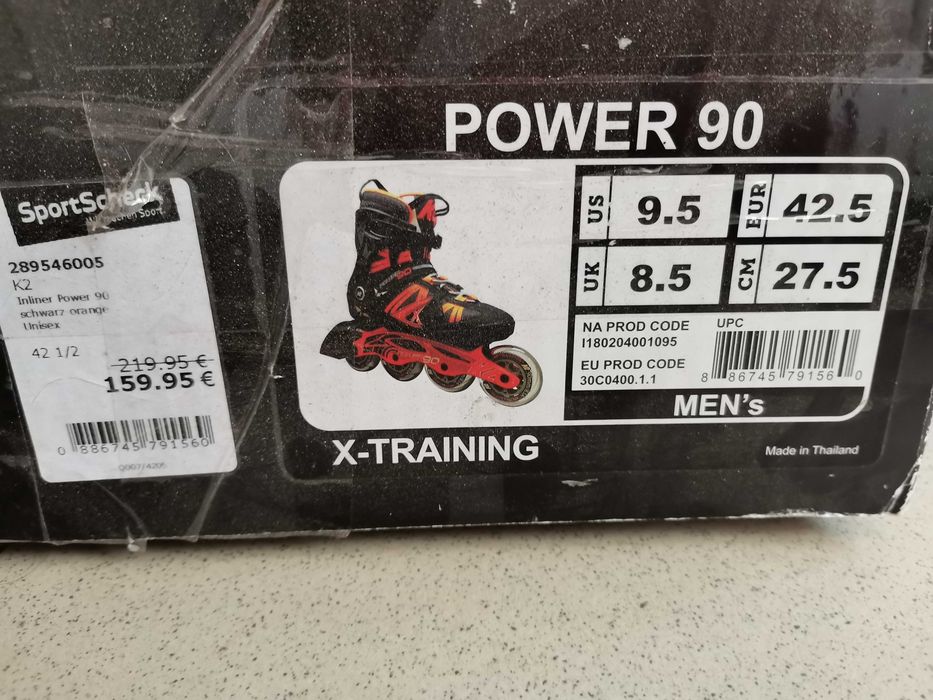 SportScheck
289546005
K2
Inliner Power 90
schwarz orange
Unisex
42 1/2
219.95 €
159.95 €
0 886745 791560
0007/4205
POWER 90
US 9.5
EUR 42.5
UK 8.5
CM 27.5
NA PROD CODE
I180204001095
EU PROD CODE
30C0400.1.1
UPC
8 86745 79156 0
MEN's
X-TRAINING
Made in Thailand